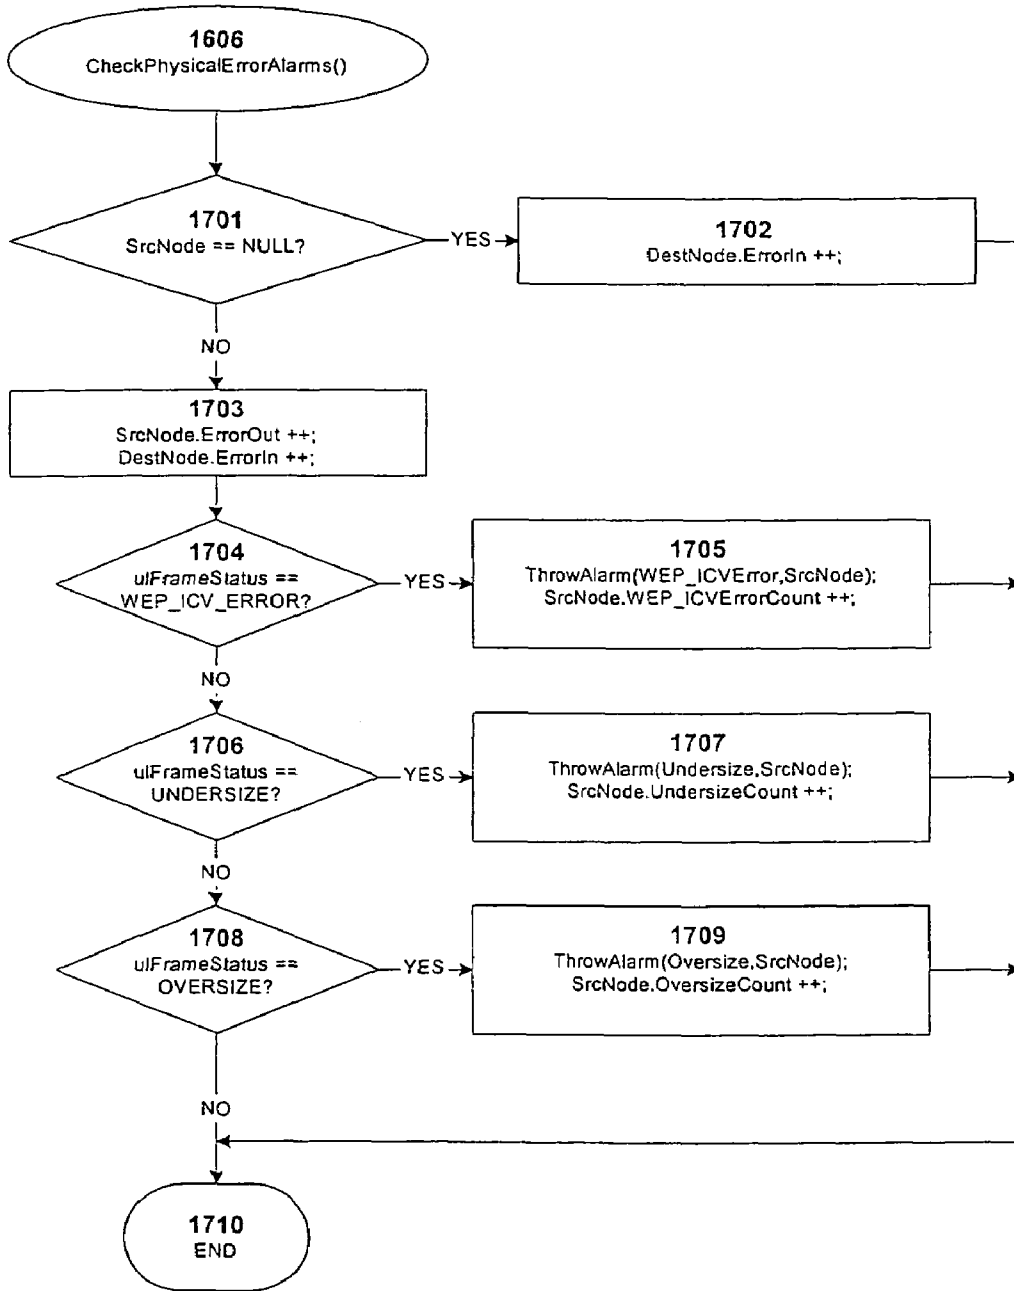 1606
CheckPhysicalErrorAlarms()
1701
SrcNode == NULL?
YES
1702
DestNode.ErrorIn ++;
NO
1703
SrcNode.ErrorOut ++;
DestNode.ErrorIn ++;
1704
ulFrameStatus ==
WEP_ICV_ERROR?
YES
1705
ThrowAlarm(WEP_ICVError,SrcNode);
SrcNode.WEP_ICVErrorCount ++;
NO
1706
ulFrameStatus ==
UNDERSIZE?
YES
1707
ThrowAlarm(Undersize,SrcNode);
SrcNode.UndersizeCount ++;
NO
1708
ulFrameStatus ==
OVERSIZE?
YES
1709
ThrowAlarm(Oversize,SrcNode);
SrcNode.OversizeCount ++;
NO
1710
END